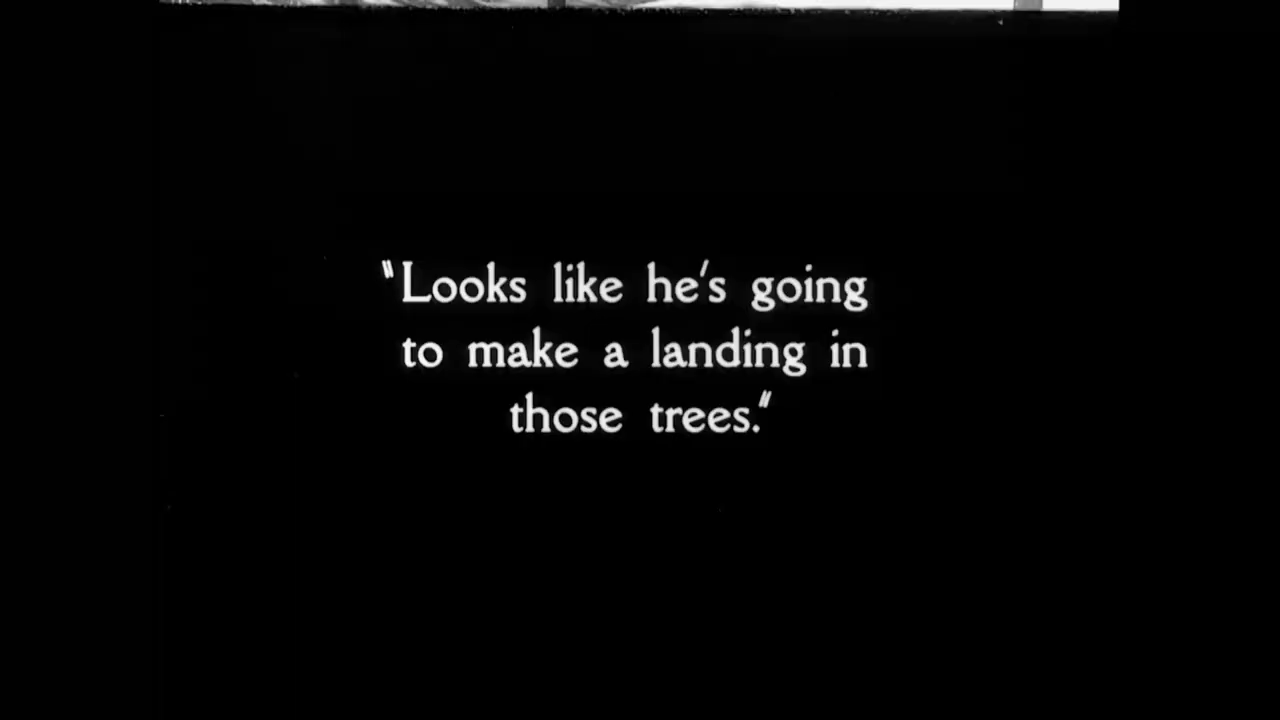 "Looks like he's going
to make a landing in
those trees."